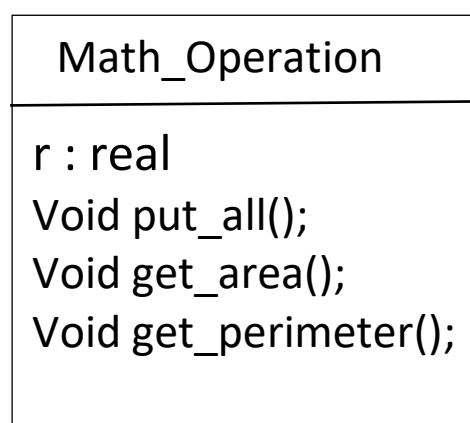 Math_Operation
r : real
Void put_all();
Void get_area();
Void get_perimeter();